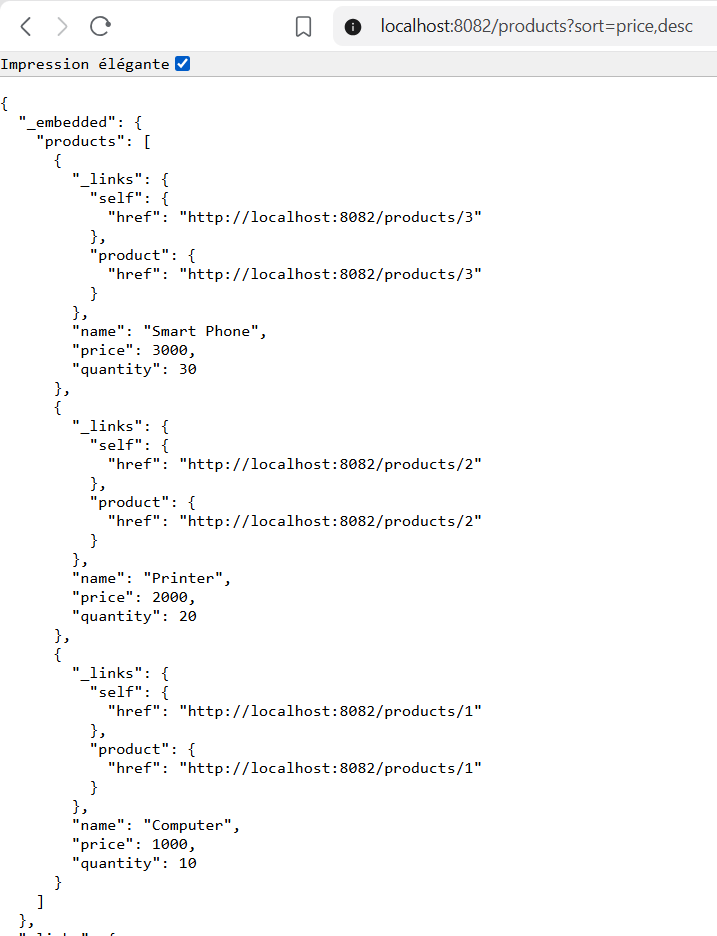 localhost:8082/products?sort=price,desc
Impression élégante
{
  "_embedded": {
    "products": [
      {
        "_links": {
          "self": {
            "href": "http://localhost:8082/products/3"
          },
          "product": {
            "href": "http://localhost:8082/products/3"
          }
        },
        "name": "Smart Phone",
        "price": 3000,
        "quantity": 30
      },
      {
        "_links": {
          "self": {
            "href": "http://localhost:8082/products/2"
          },
          "product": {
            "href": "http://localhost:8082/products/2"
          }
        },
        "name": "Printer",
        "price": 2000,
        "quantity": 20
      },
      {
        "_links": {
          "self": {
            "href": "http://localhost:8082/products/1"
          },
          "product": {
            "href": "http://localhost:8082/products/1"
          }
        },
        "name": "Computer",
        "price": 1000,
        "quantity": 10
      }
    ]
  },